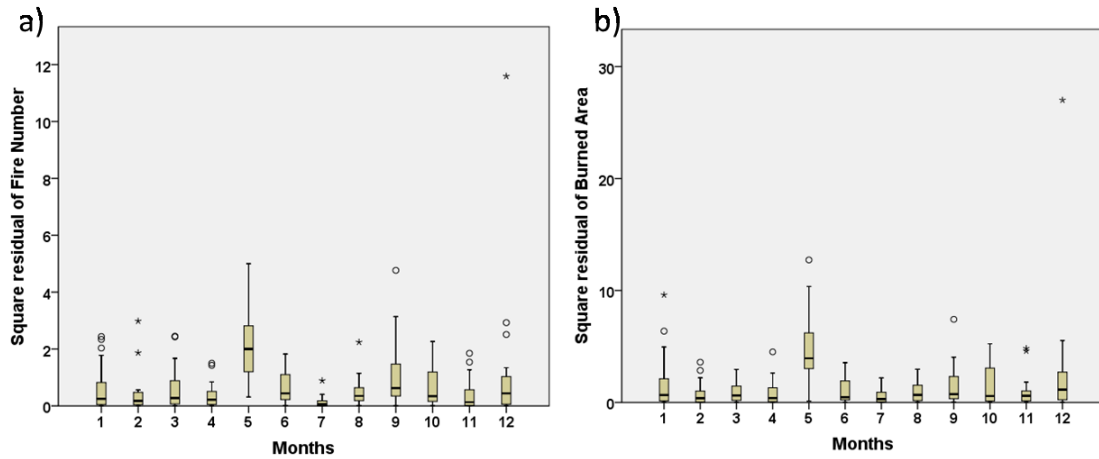 a)
Square residual of Fire Number
12
10
8
6
4
2
0
1 2 3 4 5 6 7 8 9 10 11 12
Months
b)
Square residual of Burned Area
30
20
10
0
1 2 3 4 5 6 7 8 9 10 11 12
Months